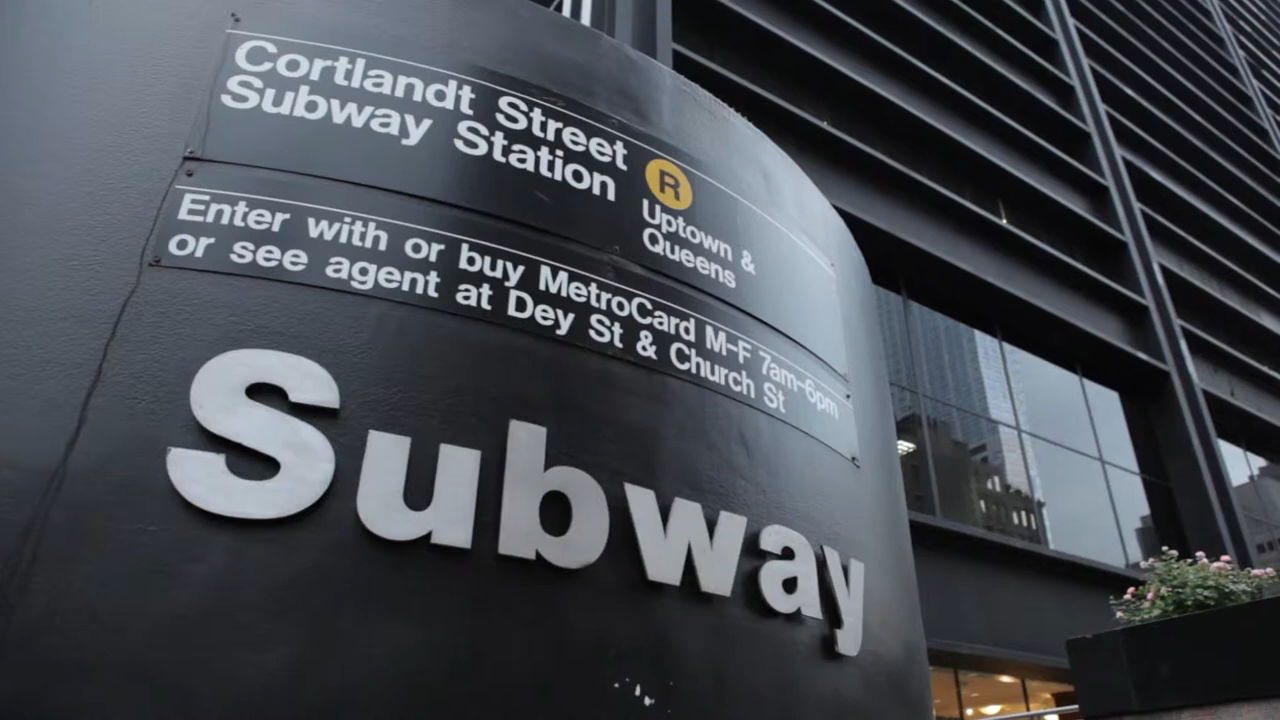 Cortlandt Street
Subway Station
R
Uptown &
Queens
Enter with or buy MetroCard M-F 7am-6pm
or see agent at Dey St & Church St
Subway